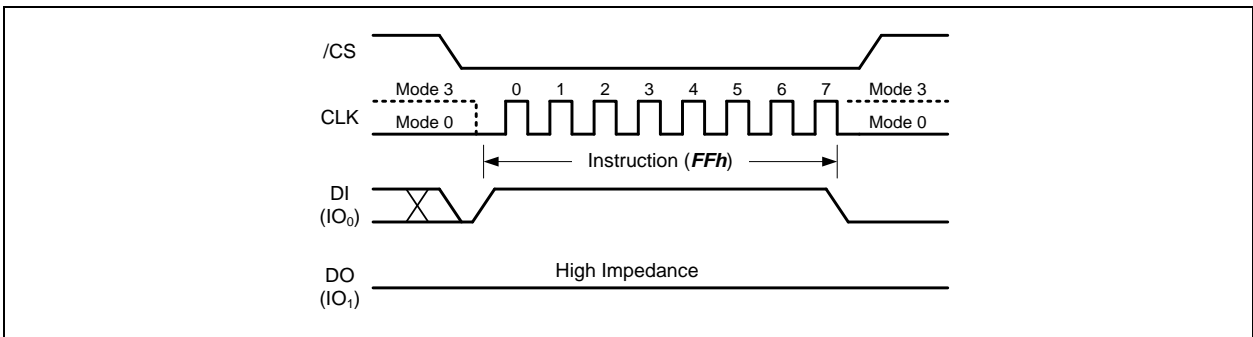 /CS
Mode 3 0 1 2 3 4 5 6 7 Mode 3
CLK
Mode 0 Mode 0
Instruction (FFh)
DI
(IO₀)
High Impedance
DO
(IO₁)